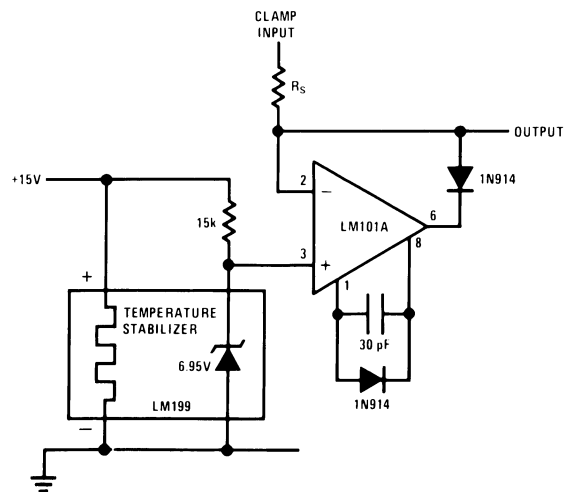 CLAMP
INPUT
RS
OUTPUT
+15V
2
−
1N914
15k
LM101A
6
8
3
+
1
+
TEMPERATURE
STABILIZER
30 pF
6.95V
1N914
LM199
−